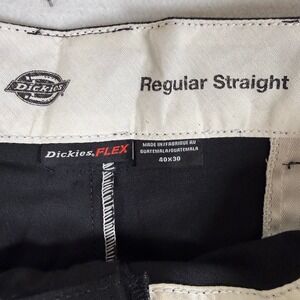 Dickies
Regular Straight
Dickies FLEX
MADE IN/FABRIQUE AU
GUATEMALA/GUATEMALA
40X30